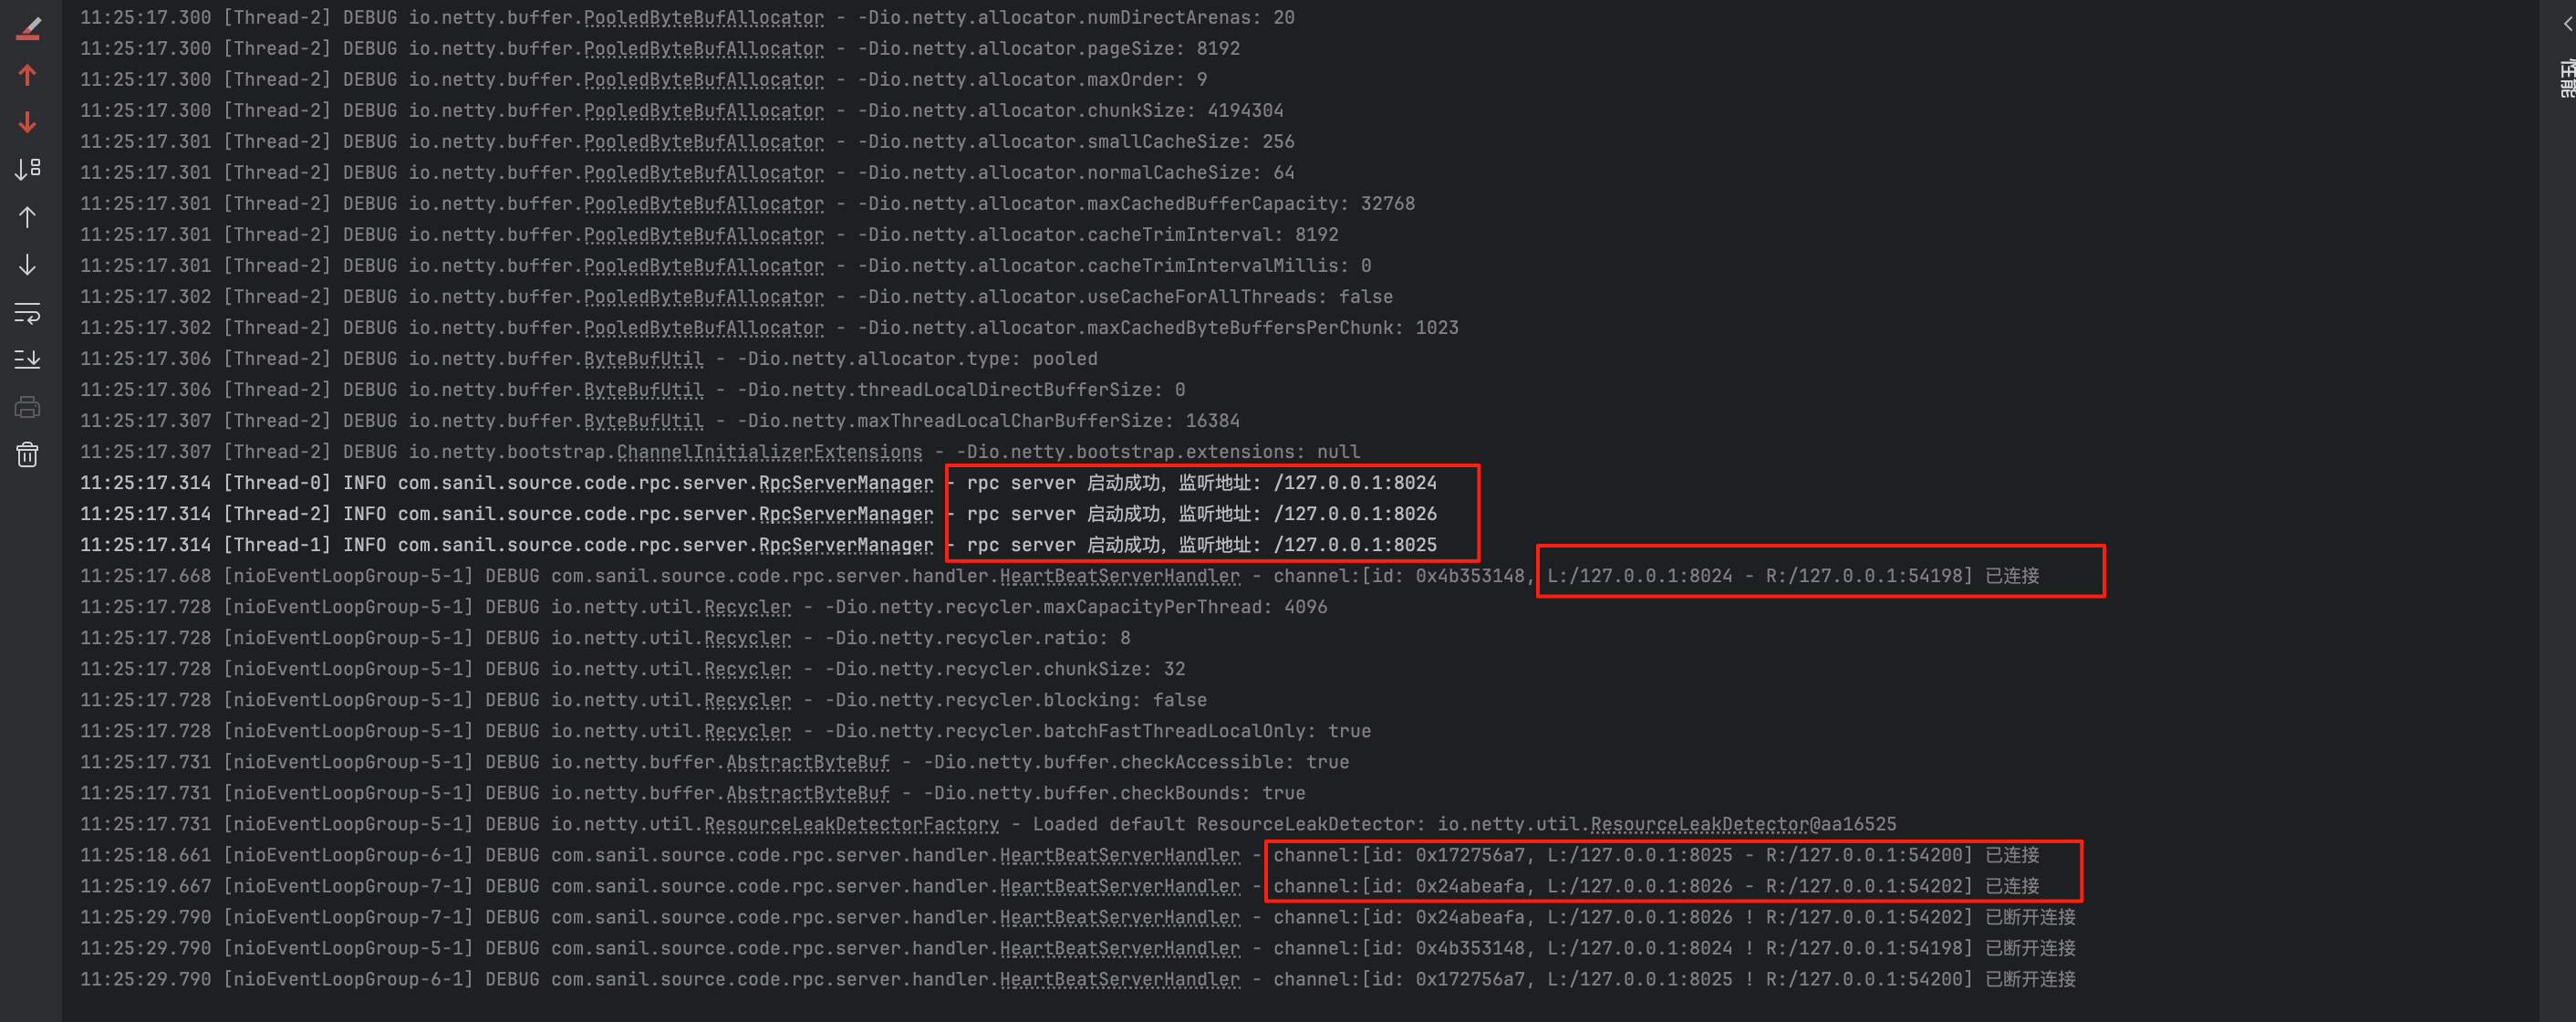 11:25:17.300 [Thread-2] DEBUG io.netty.buffer.PooledByteBufAllocator - -Dio.netty.allocator.numDirectArenas: 20
11:25:17.300 [Thread-2] DEBUG io.netty.buffer.PooledByteBufAllocator - -Dio.netty.allocator.pageSize: 8192
11:25:17.300 [Thread-2] DEBUG io.netty.buffer.PooledByteBufAllocator - -Dio.netty.allocator.maxOrder: 9
11:25:17.300 [Thread-2] DEBUG io.netty.buffer.PooledByteBufAllocator - -Dio.netty.allocator.chunkSize: 4194304
11:25:17.301 [Thread-2] DEBUG io.netty.buffer.PooledByteBufAllocator - -Dio.netty.allocator.smallCacheSize: 256
11:25:17.301 [Thread-2] DEBUG io.netty.buffer.PooledByteBufAllocator - -Dio.netty.allocator.normalCacheSize: 64
11:25:17.301 [Thread-2] DEBUG io.netty.buffer.PooledByteBufAllocator - -Dio.netty.allocator.maxCachedBufferCapacity: 32768
11:25:17.301 [Thread-2] DEBUG io.netty.buffer.PooledByteBufAllocator - -Dio.netty.allocator.cacheTrimInterval: 8192
11:25:17.301 [Thread-2] DEBUG io.netty.buffer.PooledByteBufAllocator - -Dio.netty.allocator.cacheTrimIntervalMillis: 0
11:25:17.302 [Thread-2] DEBUG io.netty.buffer.PooledByteBufAllocator - -Dio.netty.allocator.useCacheForAllThreads: false
11:25:17.302 [Thread-2] DEBUG io.netty.buffer.PooledByteBufAllocator - -Dio.netty.allocator.maxCachedByteBuffersPerChunk: 1023
11:25:17.306 [Thread-2] DEBUG io.netty.buffer.ByteBufUtil - -Dio.netty.allocator.type: pooled
11:25:17.306 [Thread-2] DEBUG io.netty.buffer.ByteBufUtil - -Dio.netty.threadLocalDirectBufferSize: 0
11:25:17.307 [Thread-2] DEBUG io.netty.buffer.ByteBufUtil - -Dio.netty.maxThreadLocalCharBufferSize: 16384
11:25:17.307 [Thread-2] DEBUG io.netty.bootstrap.ChannelInitializerExtensions - -Dio.netty.bootstrap.extensions: null
11:25:17.314 [Thread-0] INFO com.sanil.source.code.rpc.server.RpcServerManager - rpc server 启动成功，监听地址: /127.0.0.1:8024
11:25:17.314 [Thread-2] INFO com.sanil.source.code.rpc.server.RpcServerManager - rpc server 启动成功，监听地址: /127.0.0.1:8026
11:25:17.314 [Thread-1] INFO com.sanil.source.code.rpc.server.RpcServerManager - rpc server 启动成功，监听地址: /127.0.0.1:8025
11:25:17.668 [nioEventLoopGroup-5-1] DEBUG com.sanil.source.code.rpc.server.handler.HeartBeatServerHandler - channel:[id: 0x4b353148, L:/127.0.0.1:8024 - R:/127.0.0.1:54198] 已连接
11:25:17.728 [nioEventLoopGroup-5-1] DEBUG io.netty.util.Recycler - -Dio.netty.recycler.maxCapacityPerThread: 4096
11:25:17.728 [nioEventLoopGroup-5-1] DEBUG io.netty.util.Recycler - -Dio.netty.recycler.ratio: 8
11:25:17.728 [nioEventLoopGroup-5-1] DEBUG io.netty.util.Recycler - -Dio.netty.recycler.chunkSize: 32
11:25:17.728 [nioEventLoopGroup-5-1] DEBUG io.netty.util.Recycler - -Dio.netty.recycler.blocking: false
11:25:17.728 [nioEventLoopGroup-5-1] DEBUG io.netty.util.Recycler - -Dio.netty.recycler.batchFastThreadLocalOnly: true
11:25:17.731 [nioEventLoopGroup-5-1] DEBUG io.netty.buffer.AbstractByteBuf - -Dio.netty.buffer.checkAccessible: true
11:25:17.731 [nioEventLoopGroup-5-1] DEBUG io.netty.buffer.AbstractByteBuf - -Dio.netty.buffer.checkBounds: true
11:25:17.731 [nioEventLoopGroup-5-1] DEBUG io.netty.util.ResourceLeakDetectorFactory - Loaded default ResourceLeakDetector: io.netty.util.ResourceLeakDetector@aa16525
11:25:18.661 [nioEventLoopGroup-6-1] DEBUG com.sanil.source.code.rpc.server.handler.HeartBeatServerHandler - channel:[id: 0x172756a7, L:/127.0.0.1:8025 - R:/127.0.0.1:54200] 已连接
11:25:19.667 [nioEventLoopGroup-7-1] DEBUG com.sanil.source.code.rpc.server.handler.HeartBeatServerHandler - channel:[id: 0x24abeafa, L:/127.0.0.1:8026 - R:/127.0.0.1:54202] 已连接
11:25:29.790 [nioEventLoopGroup-7-1] DEBUG com.sanil.source.code.rpc.server.handler.HeartBeatServerHandler - channel:[id: 0x24abeafa, L:/127.0.0.1:8026 ! R:/127.0.0.1:54202] 已断开连接
11:25:29.790 [nioEventLoopGroup-5-1] DEBUG com.sanil.source.code.rpc.server.handler.HeartBeatServerHandler - channel:[id: 0x4b353148, L:/127.0.0.1:8024 ! R:/127.0.0.1:54198] 已断开连接
11:25:29.790 [nioEventLoopGroup-6-1] DEBUG com.sanil.source.code.rpc.server.handler.HeartBeatServerHandler - channel:[id: 0x172756a7, L:/127.0.0.1:8025 ! R:/127.0.0.1:54200] 已断开连接
性能